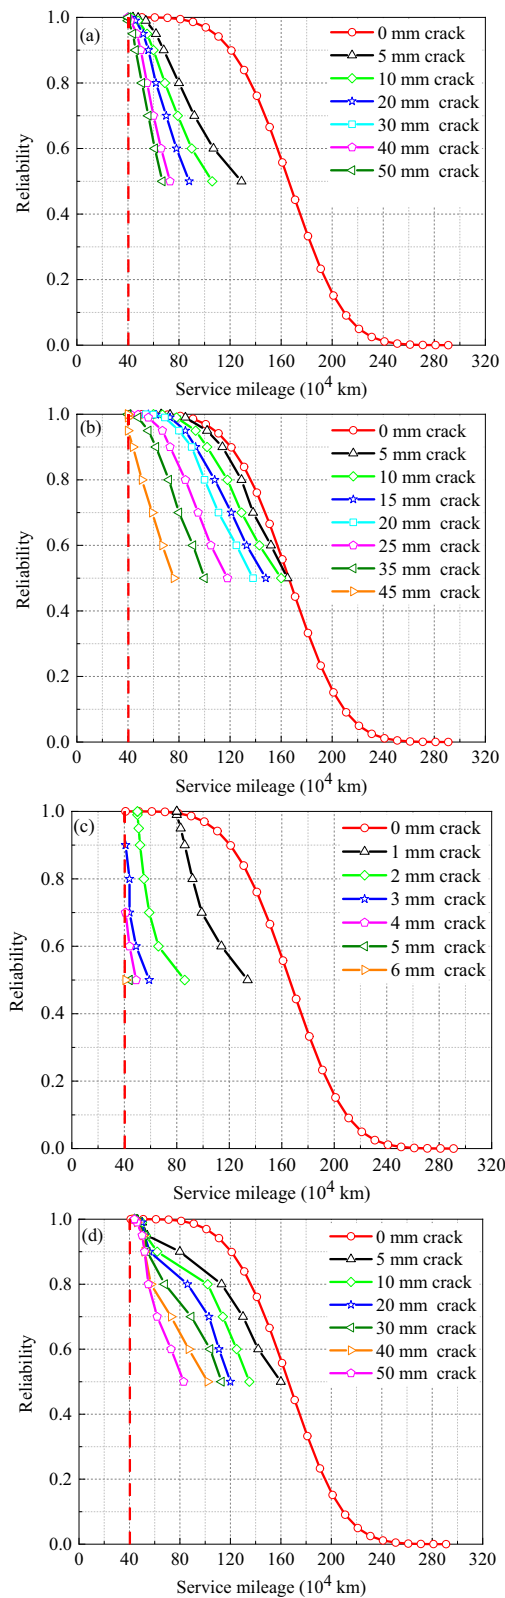 (a)
0 mm crack
5 mm crack
10 mm crack
20 mm crack
30 mm crack
40 mm crack
50 mm crack
Reliability
1.0
0.8
0.6
0.4
0.2
0.0
0 40 80 120 160 200 240 280 320
Service mileage (10⁴ km)
(b)
0 mm crack
5 mm crack
10 mm crack
15 mm crack
20 mm crack
25 mm crack
35 mm crack
45 mm crack
Reliability
1.0
0.8
0.6
0.4
0.2
0.0
0 40 80 120 160 200 240 280 320
Service mileage (10⁴ km)
(c)
0 mm crack
1 mm crack
2 mm crack
3 mm crack
4 mm crack
5 mm crack
6 mm crack
Reliability
1.0
0.8
0.6
0.4
0.2
0.0
0 40 80 120 160 200 240 280 320
Service mileage (10⁴ km)
(d)
0 mm crack
5 mm crack
10 mm crack
20 mm crack
30 mm crack
40 mm crack
50 mm crack
Reliability
1.0
0.8
0.6
0.4
0.2
0.0
0 40 80 120 160 200 240 280 320
Service mileage (10⁴ km)